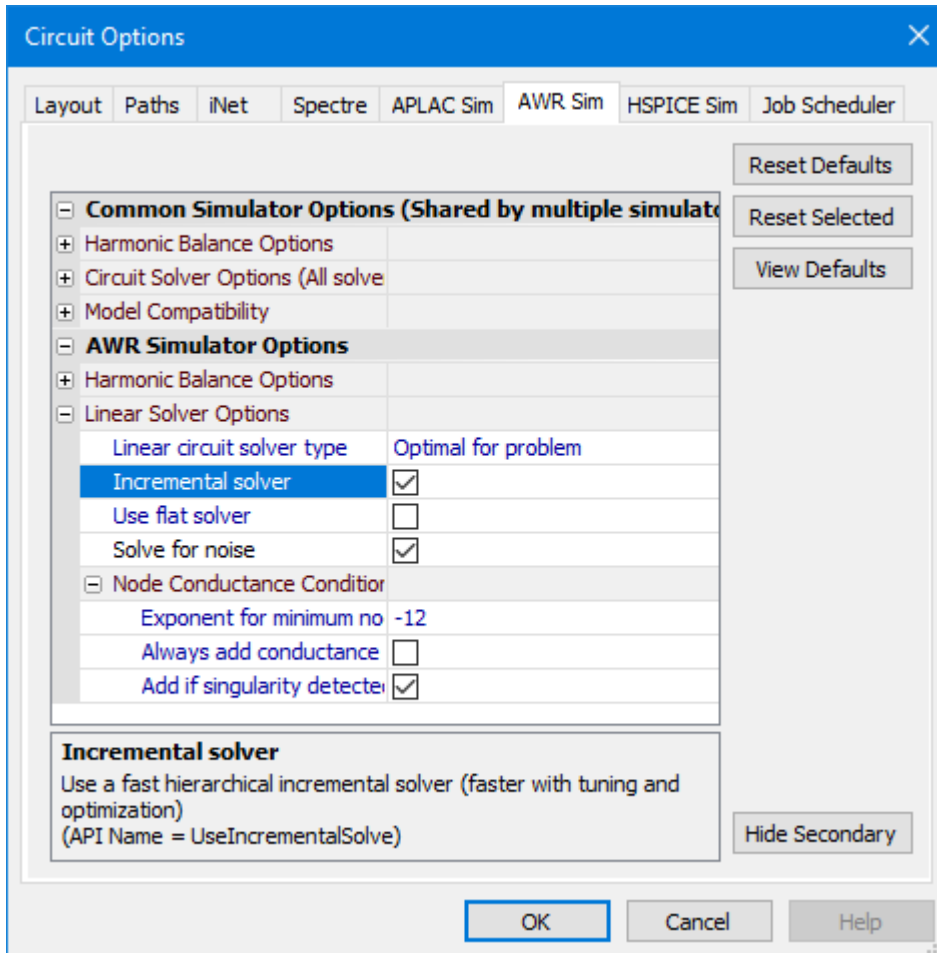 Circuit Options
Layout Paths iNet Spectre APLAC Sim AWR Sim HSPICE Sim Job Scheduler
Reset Defaults
Common Simulator Options (Shared by multiple simulato
Reset Selected
Harmonic Balance Options
Circuit Solver Options (All solve
View Defaults
Model Compatibility
AWR Simulator Options
Harmonic Balance Options
Linear Solver Options
Linear circuit solver type Optimal for problem
Incremental solver
Use flat solver
Solve for noise
Node Conductance Condition
Exponent for minimum no -12
Always add conductance
Add if singularity detected
Incremental solver
Use a fast hierarchical incremental solver (faster with tuning and
optimization)
(API Name = UseIncrementalSolve)
Hide Secondary
OK Cancel Help